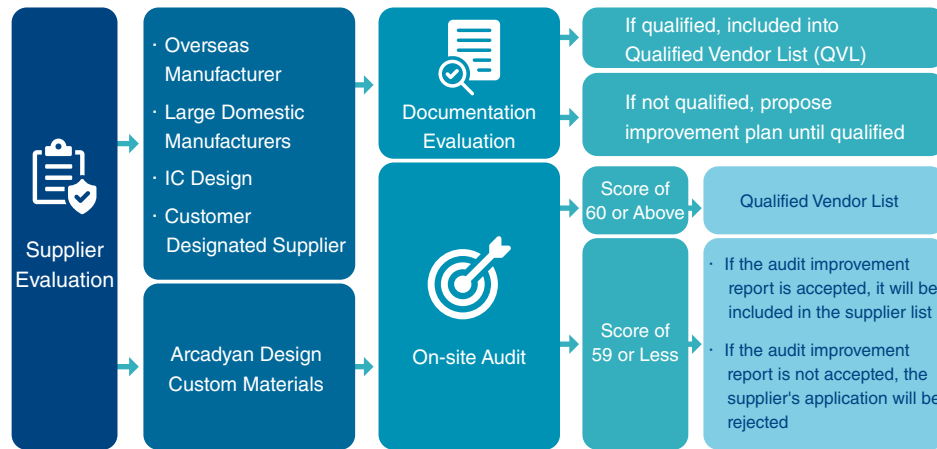 Supplier
Evaluation
· Overseas
Manufacturer
· Large Domestic
Manufacturers
· IC Design
· Customer
Designated Supplier
Arcadyan Design
Custom Materials
Documentation
Evaluation
On-site Audit
If qualified, included into
Qualified Vendor List (QVL)
If not qualified, propose
improvement plan until qualified
Score of
60 or Above
Qualified Vendor List
Score of
59 or Less
· If the audit improvement
report is accepted, it will be
included in the supplier list
· If the audit improvement
report is not accepted, the
supplier's application will be
rejected